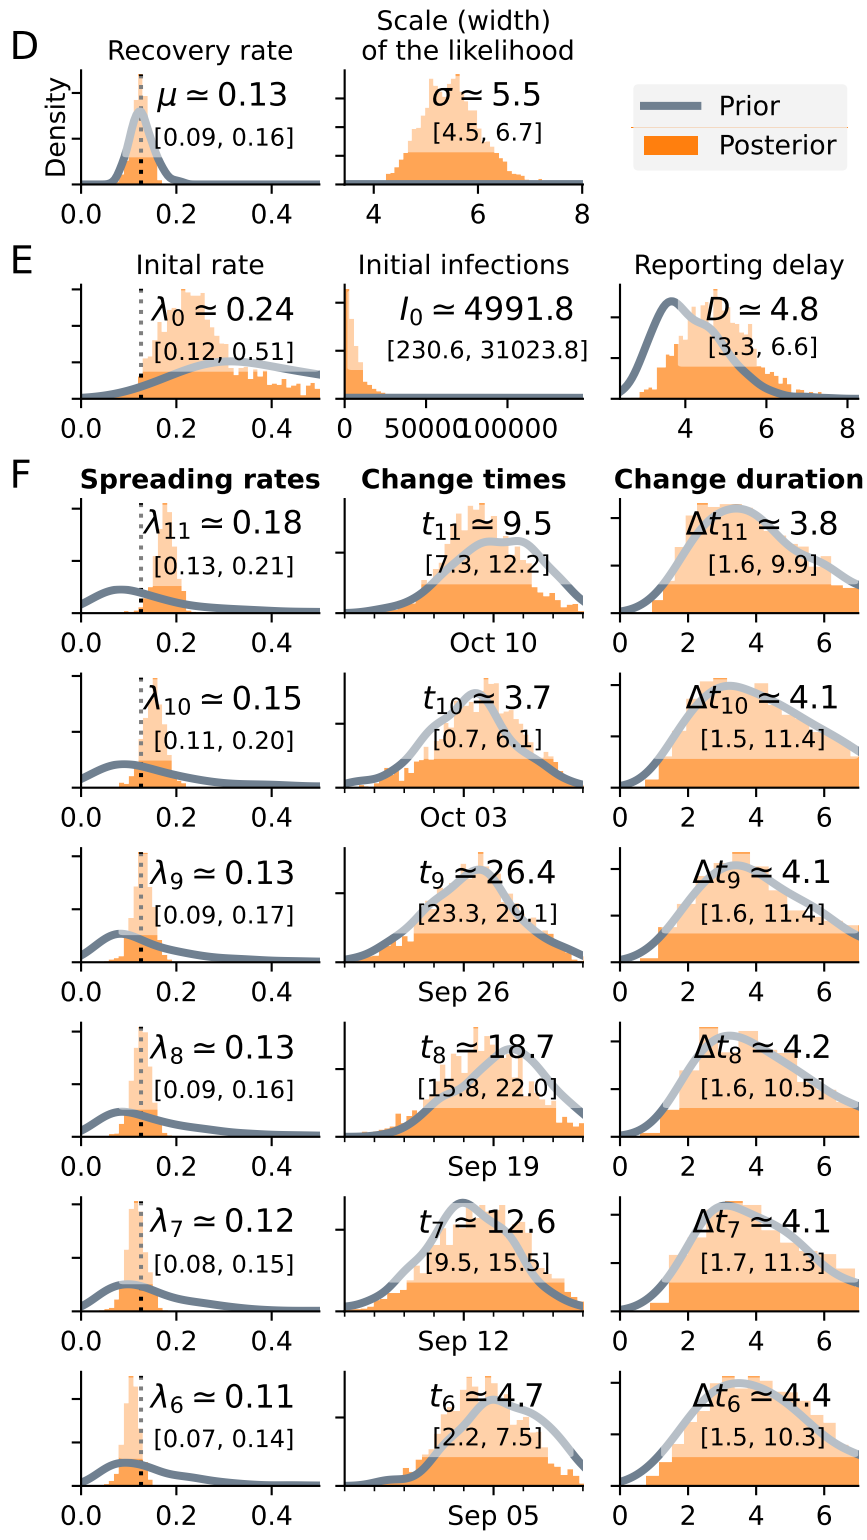 D
Recovery rate
Scale (width)
of the likelihood
Density
μ ≃ 0.13
[0.09, 0.16]
σ ≃ 5.5
[4.5, 6.7]
Prior
Posterior
0.0 0.2 0.4
4 6 8
E
Inital rate
Initial infections
Reporting delay
λ0 ≃ 0.24
[0.12, 0.51]
I0 ≃ 4991.8
[230.6, 31023.8]
D ≃ 4.8
[3.3, 6.6]
0.0 0.2 0.4
0 50000 100000
4 6 8
F
Spreading rates
Change times
Change duration
λ11 ≃ 0.18
[0.13, 0.21]
t11 ≃ 9.5
[7.3, 12.2]
Δt11 ≃ 3.8
[1.6, 9.9]
0.0 0.2 0.4
Oct 10
0 2 4 6
λ10 ≃ 0.15
[0.11, 0.20]
t10 ≃ 3.7
[0.7, 6.1]
Δt10 ≃ 4.1
[1.5, 11.4]
0.0 0.2 0.4
Oct 03
0 2 4 6
λ9 ≃ 0.13
[0.09, 0.17]
t9 ≃ 26.4
[23.3, 29.1]
Δt9 ≃ 4.1
[1.6, 11.4]
0.0 0.2 0.4
Sep 26
0 2 4 6
λ8 ≃ 0.13
[0.09, 0.16]
t8 ≃ 18.7
[15.8, 22.0]
Δt8 ≃ 4.2
[1.6, 10.5]
0.0 0.2 0.4
Sep 19
0 2 4 6
λ7 ≃ 0.12
[0.08, 0.15]
t7 ≃ 12.6
[9.5, 15.5]
Δt7 ≃ 4.1
[1.7, 11.3]
0.0 0.2 0.4
Sep 12
0 2 4 6
λ6 ≃ 0.11
[0.07, 0.14]
t6 ≃ 4.7
[2.2, 7.5]
Δt6 ≃ 4.4
[1.5, 10.3]
0.0 0.2 0.4
Sep 05
0 2 4 6